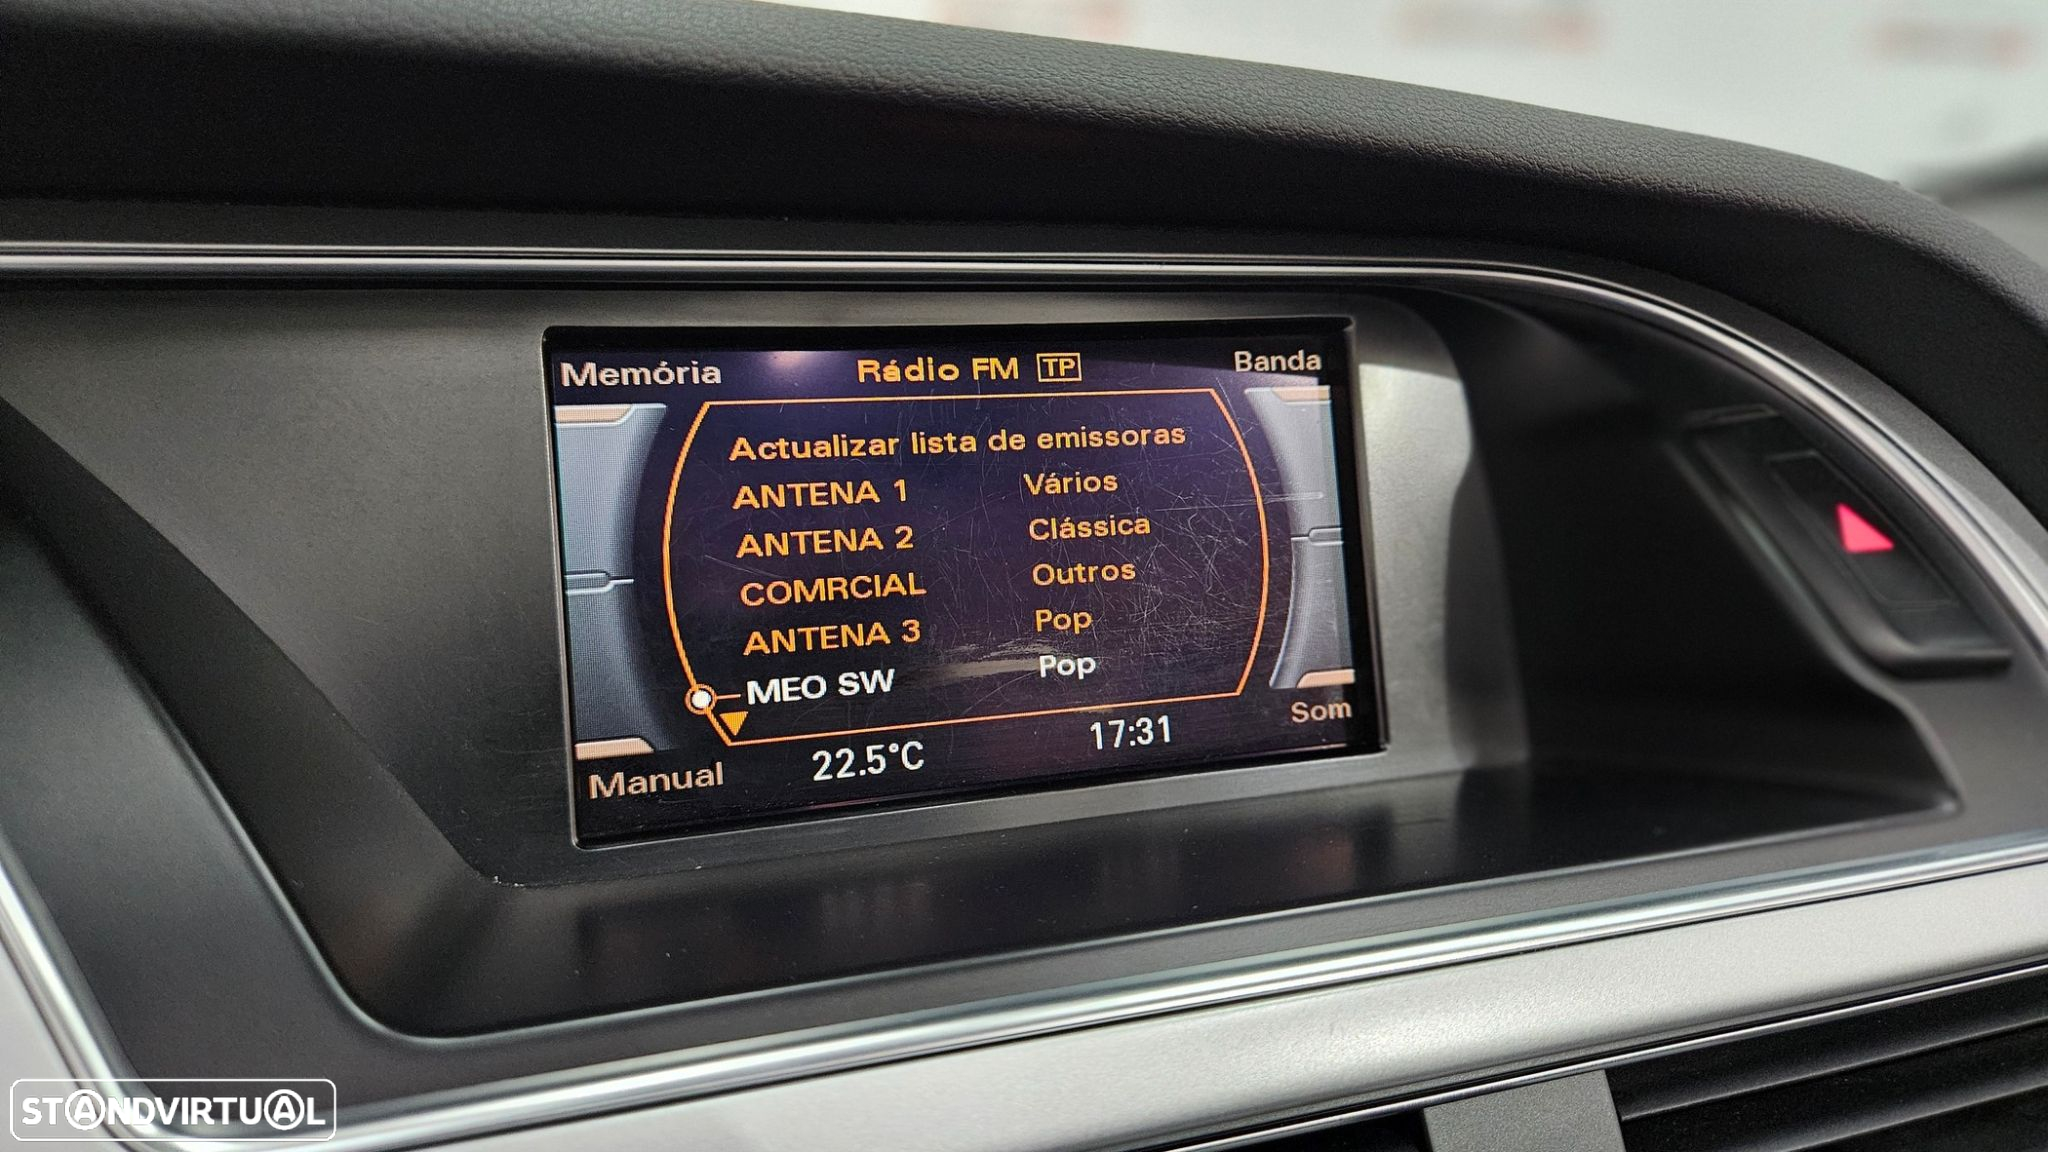 Memória Rádio FM TP Banda
Actualizar lista de emissoras
ANTENA 1 Vários
ANTENA 2 Clássica
COMRCIAL Outros
ANTENA 3 Pop
MEO SW Pop
Manual 22.5°C 17:31 Som
STANDVIRTUAL